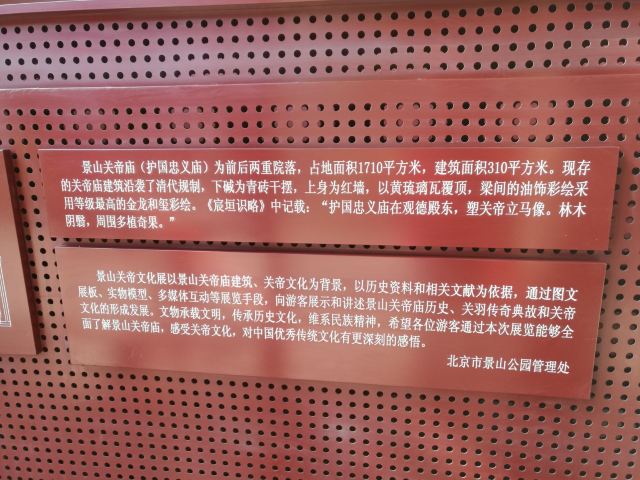 景山关帝庙（护国忠义庙）为前后两重院落，占地面积1710平方米，建筑面积310平方米。现存
的关帝庙建筑沿袭了清代规制，下碱为青砖干摆，上身为红墙，以黄琉璃瓦覆顶，梁间的油饰彩绘采
用等级最高的金龙和玺彩绘。《宸垣识略》中记载：“护国忠义庙在观德殿东，塑关帝立马像。林木
阴翳，周围多植奇果。”
景山关帝文化展以景山关帝庙建筑、关帝文化为背景，以历史资料和相关文献为依据，通过图文
展板、实物模型、多媒体互动等展览手段，向游客展示和讲述景山关帝庙历史、关羽传奇典故和关帝
文化的形成发展。文物承载文明，传承历史文化，维系民族精神，希望各位游客通过本次展览能够全
面了解景山关帝庙，感受关帝文化，对中国优秀传统文化有更深刻的感悟。
北京市景山公园管理处